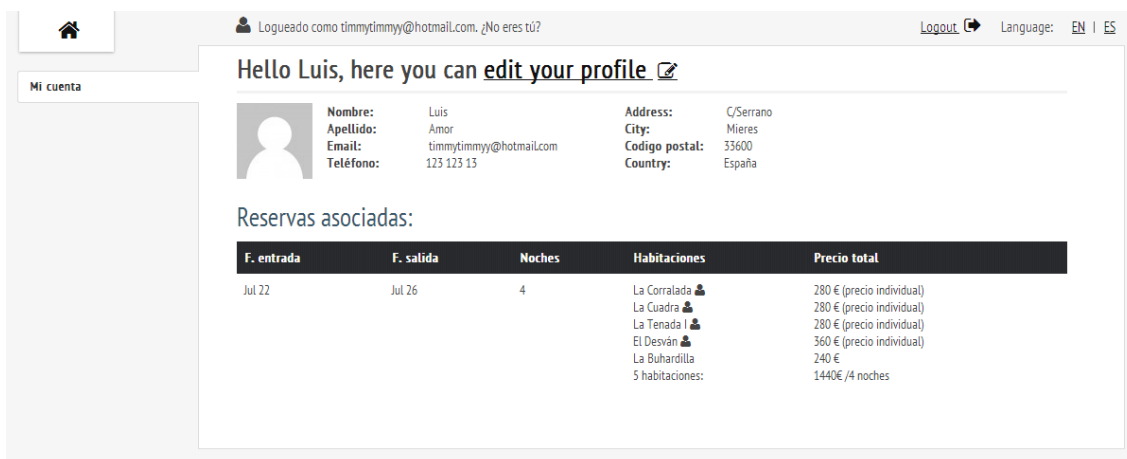 Logueado como timmytimmyy@hotmail.com. ¿No eres tú?
Logout Language: EN | ES
Mi cuenta
Hello Luis, here you can edit your profile
Nombre: Luis Address: C/Serrano
Apellido: Amor City: Mieres
Email: timmytimmyy@hotmail.com Codigo postal: 33600
Teléfono: 123 123 13 Country: España
Reservas asociadas:
F. entrada F. salida Noches Habitaciones Precio total
Jul 22 Jul 26 4 La Corralada 280 € (precio individual)
La Cuadra 280 € (precio individual)
La Tenada I 280 € (precio individual)
El Desván 360 € (precio individual)
La Buhardilla 240 €
5 habitaciones: 1440€ /4 noches